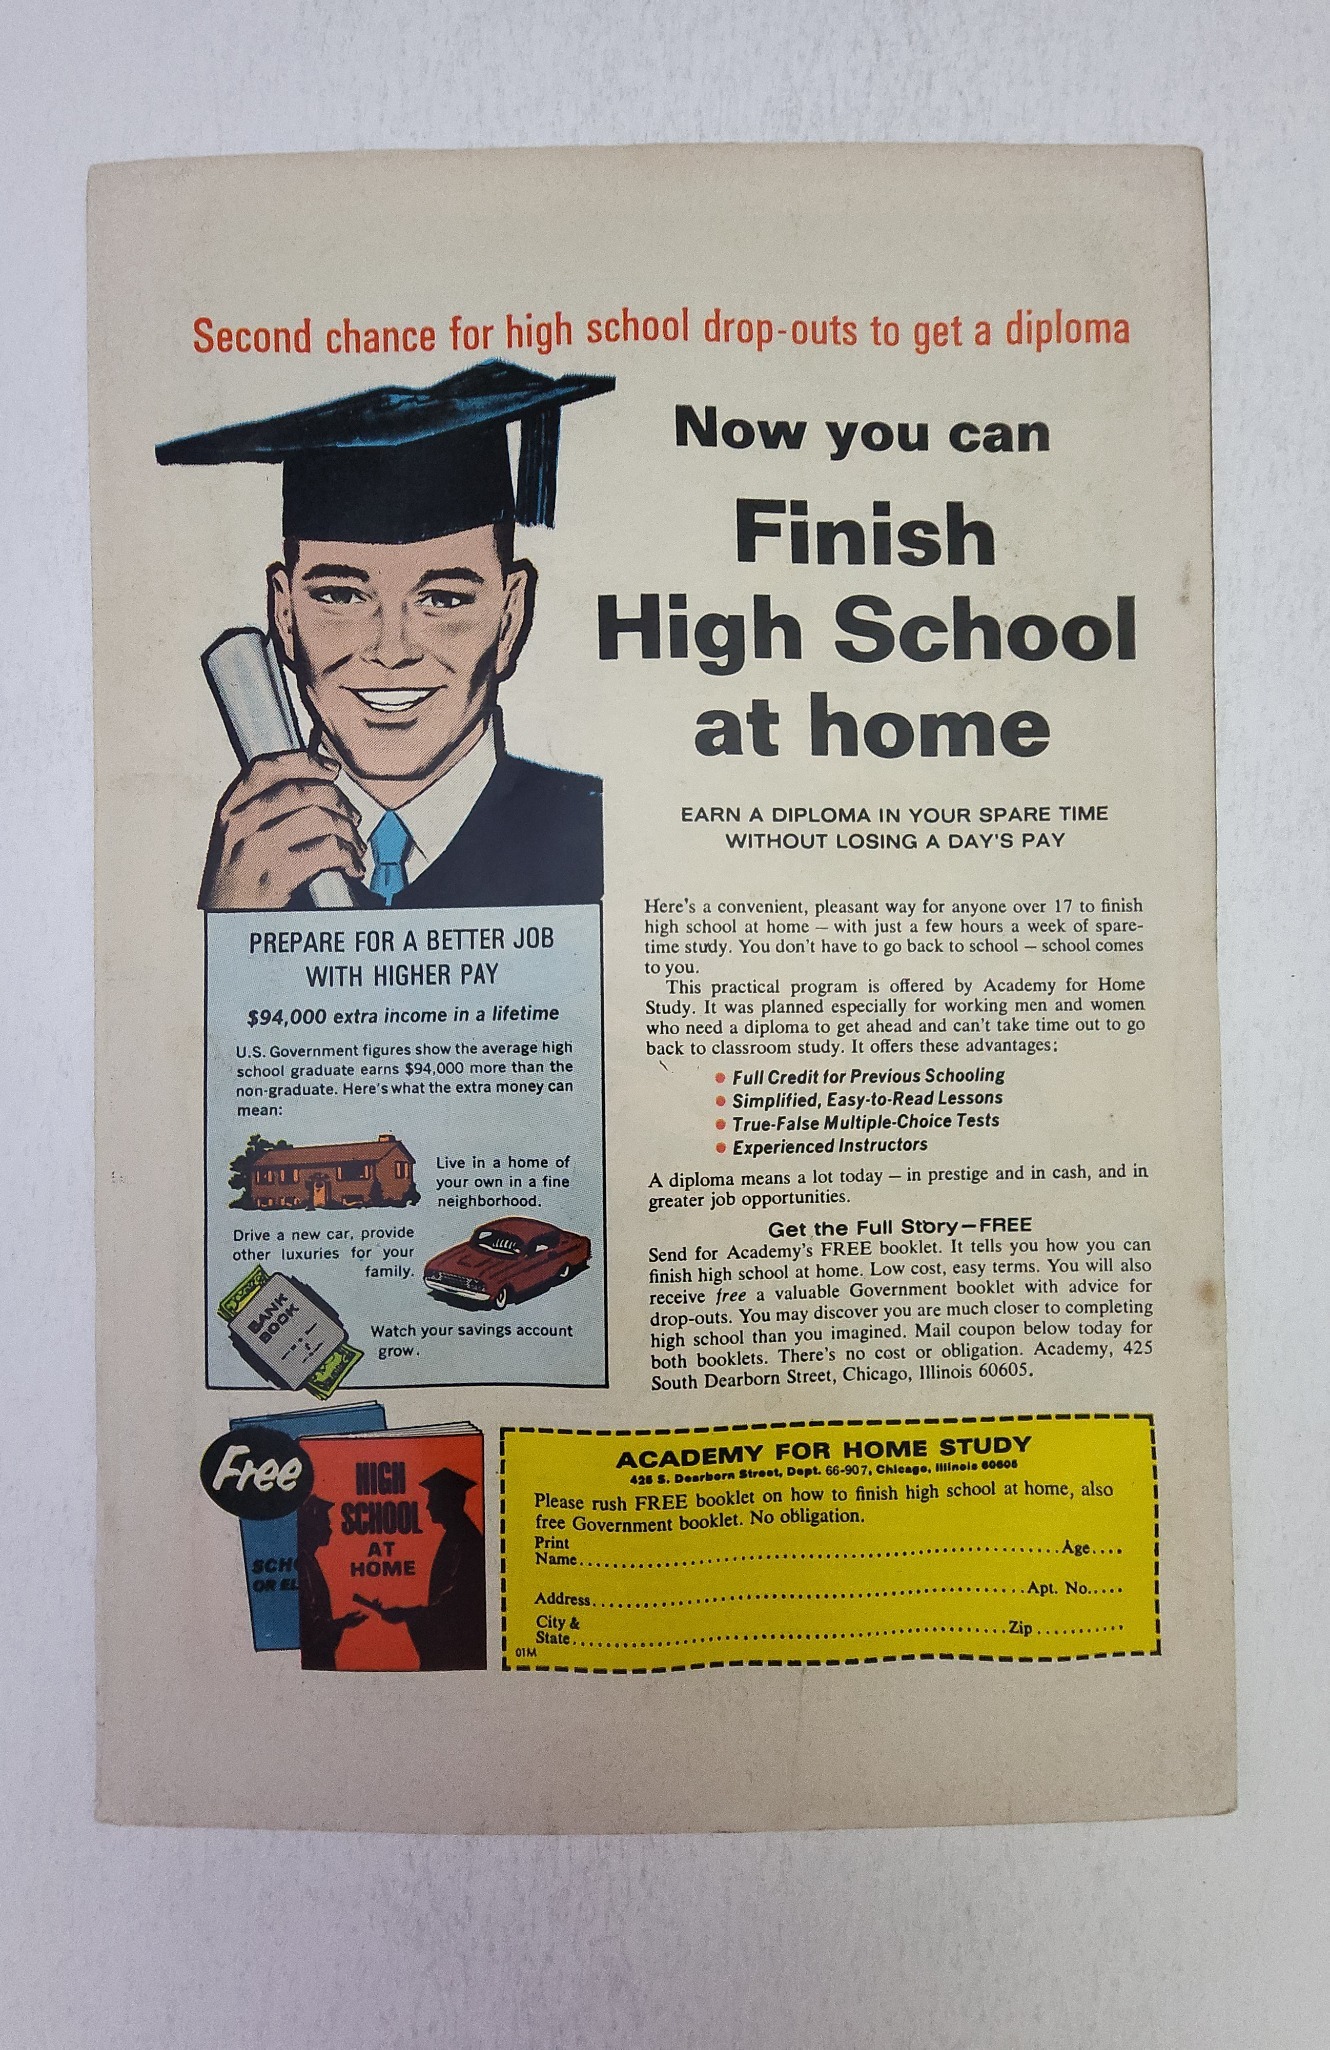 Second chance for high school drop-outs to get a diploma
Now you can
Finish
High School
at home
EARN A DIPLOMA IN YOUR SPARE TIME
WITHOUT LOSING A DAY'S PAY
Here's a convenient, pleasant way for anyone over 17 to finish
high school at home — with just a few hours a week of spare-
time study. You don't have to go back to school — school comes
to you.
This practical program is offered by Academy for Home
Study. It was planned especially for working men and women
who need a diploma to get ahead and can't take time out to go
back to classroom study. It offers these advantages:
• Full Credit for Previous Schooling
• Simplified, Easy-to-Read Lessons
• True-False Multiple-Choice Tests
• Experienced Instructors
A diploma means a lot today — in prestige and in cash, and in
greater job opportunities.
Get the Full Story—FREE
Send for Academy's FREE booklet. It tells you how you can
finish high school at home. Low cost, easy terms. You will also
receive free a valuable Government booklet with advice for
drop-outs. You may discover you are much closer to completing
high school than you imagined. Mail coupon below today for
both booklets. There's no cost or obligation. Academy, 425
South Dearborn Street, Chicago, Illinois 60605.
PREPARE FOR A BETTER JOB
WITH HIGHER PAY
$94,000 extra income in a lifetime
U.S. Government figures show the average high
school graduate earns $94,000 more than the
non-graduate. Here's what the extra money can
mean:
Live in a home of
your own in a fine
neighborhood.
Drive a new car, provide
other luxuries for your
family.
BANK
BOOK
Watch your savings account
grow.
Free
HIGH
SCHOOL
AT
HOME
SCH
OR EL
ACADEMY FOR HOME STUDY
425 S. Dearborn Street, Dept. 66-907, Chicago, Illinois 60605
Please rush FREE booklet on how to finish high school at home, also
free Government booklet. No obligation.
Print
Name.......................................................Age....
Address.................................................Apt. No.....
City &
State................................................Zip...........
01M